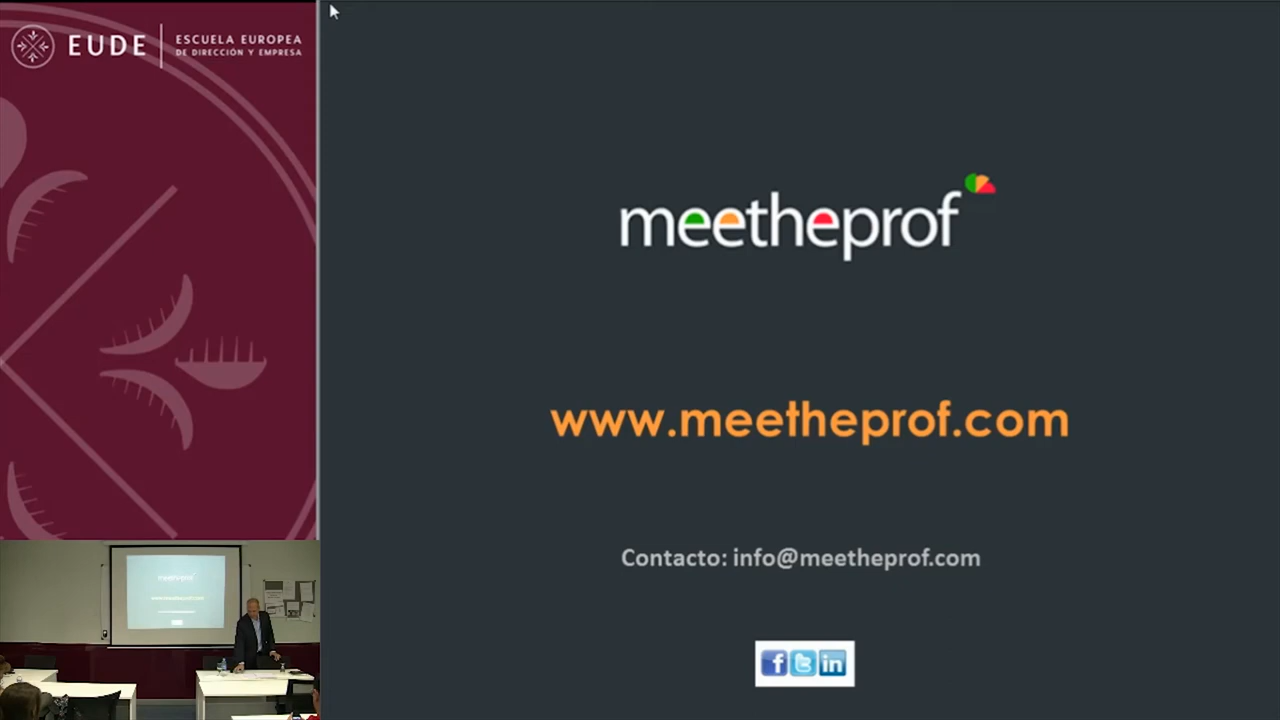 EUDE
ESCUELA EUROPEA
DE DIRECCIÓN Y EMPRESA
meetheprof
www.meetheprof.com
Contacto: info@meetheprof.com